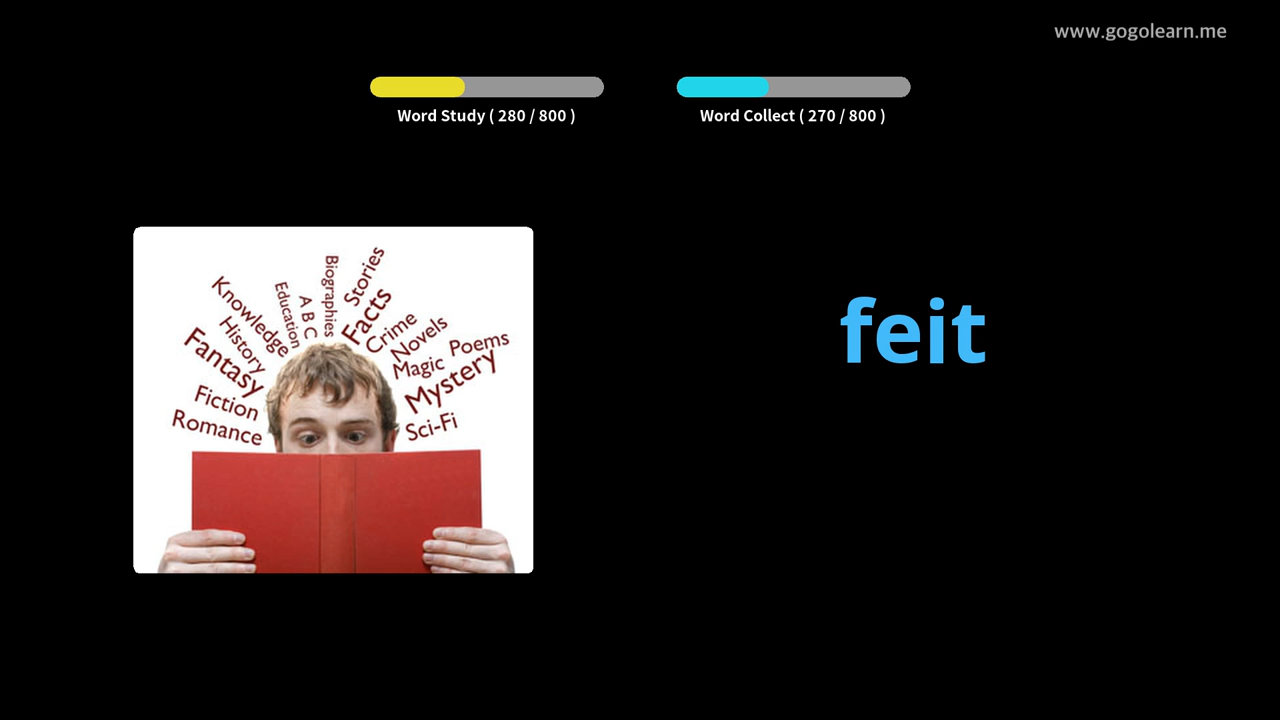 www.gogolearn.me
Word Study ( 280 / 800 )
Word Collect ( 270 / 800 )
Romance
Fiction
Fantasy
History
Knowledge
Education
A B C
Biographies
Stories
Facts
Crime
Novels
Magic
Poems
Mystery
Sci-Fi
feit